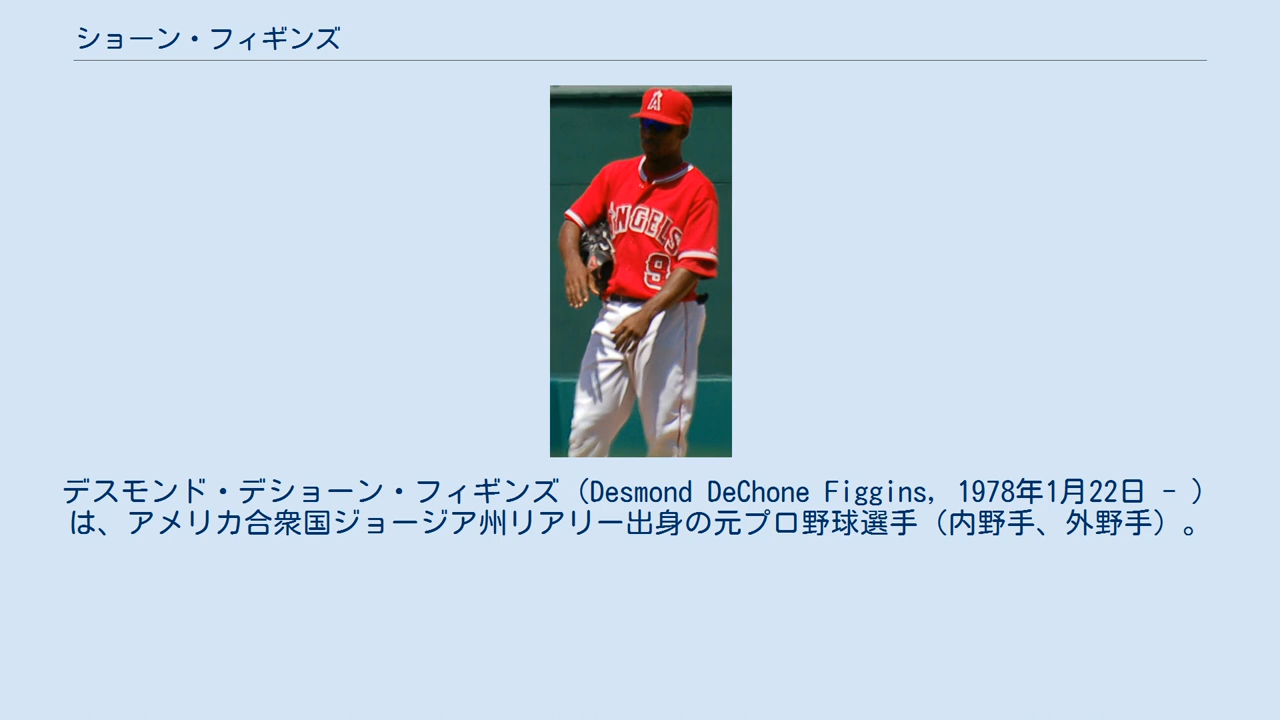 ショーン・フィギンズ
A
ANGELS
9
デスモンド・デショーン・フィギンズ（Desmond DeChone Figgins, 1978年1月22日 - ）
は、アメリカ合衆国ジョージア州リアリー出身の元プロ野球選手（内野手、外野手）。